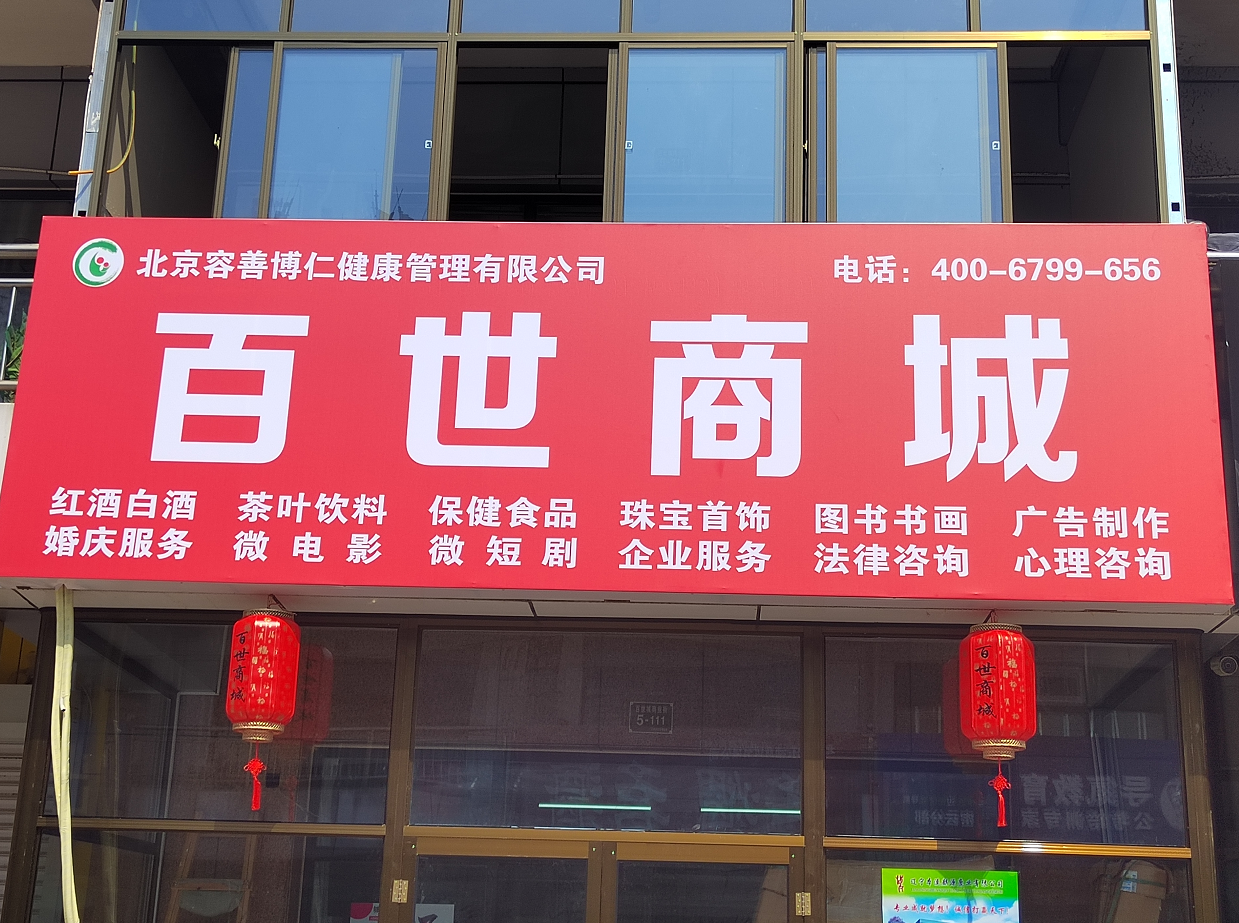 北京容善博仁健康管理有限公司 电话：400-6799-656
百世商城
红酒白酒 茶叶饮料 保健食品 珠宝首饰 图书书画 广告制作
婚庆服务 微电影 微短剧 企业服务 法律咨询 心理咨询
百世商城
百世商城
5-111